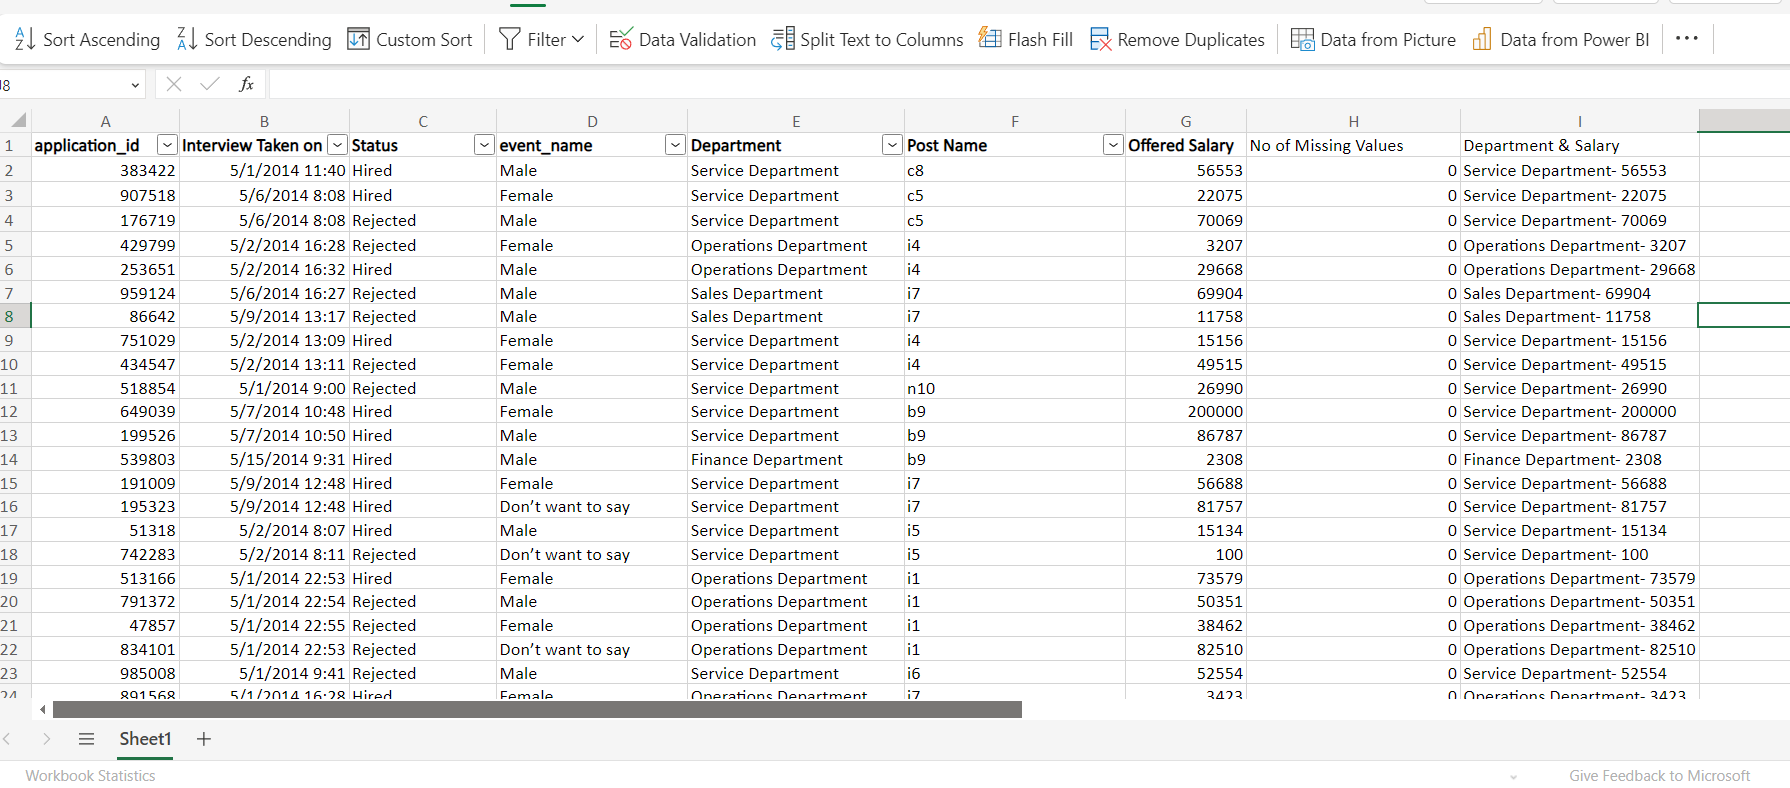 Sort Ascending Sort Descending Custom Sort Filter Data Validation Split Text to Columns Flash Fill Remove Duplicates Data from Picture Data from Power BI ...
J8 fx
A B C D E F G H I
1 application_id Interview Taken on Status event_name Department Post Name Offered Salary No of Missing Values Department & Salary
2 383422 5/1/2014 11:40 Hired Male Service Department c8 56553 0 Service Department- 56553
3 907518 5/6/2014 8:08 Hired Female Service Department c5 22075 0 Service Department- 22075
4 176719 5/6/2014 8:08 Rejected Male Service Department c5 70069 0 Service Department- 70069
5 429799 5/2/2014 16:28 Rejected Female Operations Department i4 3207 0 Operations Department- 3207
6 253651 5/2/2014 16:32 Hired Male Operations Department i4 29668 0 Operations Department- 29668
7 959124 5/6/2014 16:27 Rejected Male Sales Department i7 69904 0 Sales Department- 69904
8 86642 5/9/2014 13:17 Rejected Male Sales Department i7 11758 0 Sales Department- 11758
9 751029 5/2/2014 13:09 Hired Female Service Department i4 15156 0 Service Department- 15156
10 434547 5/2/2014 13:11 Rejected Female Service Department i4 49515 0 Service Department- 49515
11 518854 5/1/2014 9:00 Rejected Male Service Department n10 26990 0 Service Department- 26990
12 649039 5/7/2014 10:48 Hired Female Service Department b9 200000 0 Service Department- 200000
13 199526 5/7/2014 10:50 Hired Male Service Department b9 86787 0 Service Department- 86787
14 539803 5/15/2014 9:31 Hired Male Finance Department b9 2308 0 Finance Department- 2308
15 191009 5/9/2014 12:48 Hired Female Service Department i7 56688 0 Service Department- 56688
16 195323 5/9/2014 12:48 Hired Don’t want to say Service Department i7 81757 0 Service Department- 81757
17 51318 5/2/2014 8:07 Hired Male Service Department i5 15134 0 Service Department- 15134
18 742283 5/2/2014 8:11 Rejected Don’t want to say Service Department i5 100 0 Service Department- 100
19 513166 5/1/2014 22:53 Hired Female Operations Department i1 73579 0 Operations Department- 73579
20 791372 5/1/2014 22:54 Rejected Male Operations Department i1 50351 0 Operations Department- 50351
21 47857 5/1/2014 22:55 Rejected Female Operations Department i1 38462 0 Operations Department- 38462
22 834101 5/1/2014 22:53 Rejected Don’t want to say Operations Department i1 82510 0 Operations Department- 82510
23 985008 5/1/2014 9:41 Rejected Male Service Department i6 52554 0 Service Department- 52554
24 891568 5/1/2014 16:28 Hired Female Operations Department i7 3423 0 Operations Department- 3423
Sheet1 +
Workbook Statistics Give Feedback to Microsoft